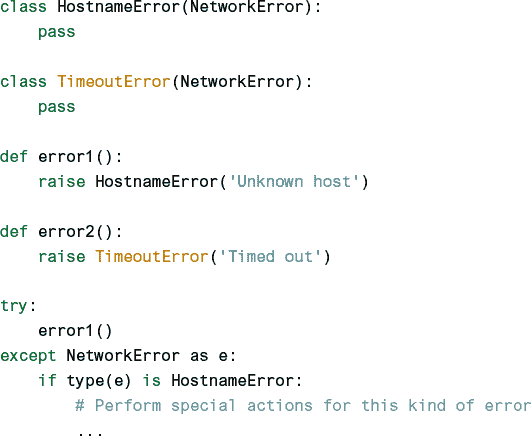 class HostnameError(NetworkError):
    pass

class TimeoutError(NetworkError):
    pass

def error1():
    raise HostnameError('Unknown host')

def error2():
    raise TimeoutError('Timed out')

try:
    error1()
except NetworkError as e:
    if type(e) is HostnameError:
        # Perform special actions for this kind of error
        ...